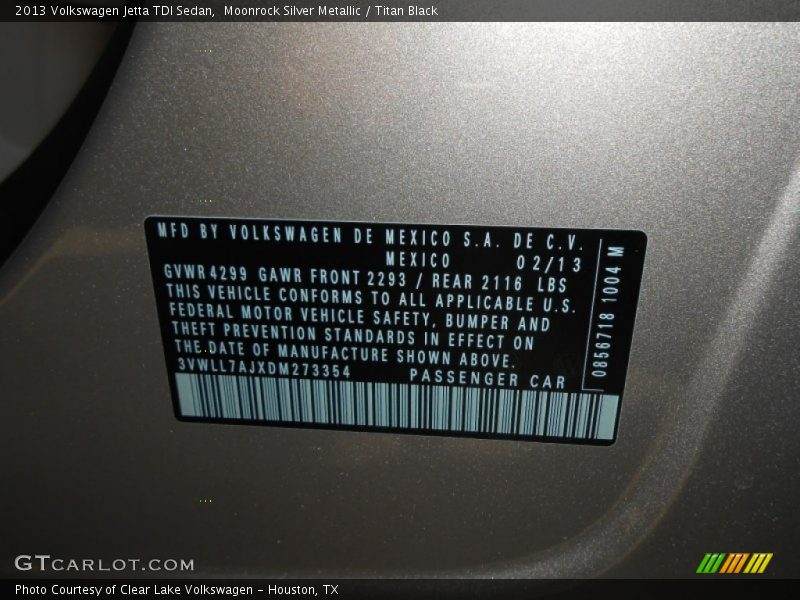 2013 Volkswagen Jetta TDI Sedan,  Moonrock Silver Metallic / Titan Black
MFD BY VOLKSWAGEN DE MEXICO S.A. DE C.V.
MEXICO 02/13
GVWR 4299 GAWR FRONT 2293 / REAR 2116 LBS
THIS VEHICLE CONFORMS TO ALL APPLICABLE U.S.
FEDERAL MOTOR VEHICLE SAFETY, BUMPER AND
THEFT PREVENTION STANDARDS IN EFFECT ON
THE DATE OF MANUFACTURE SHOWN ABOVE.
3VWLL7AJXDM273354 PASSENGER CAR
0856718 1004 M
GTCARLOT.COM
Photo Courtesy of Clear Lake Volkswagen - Houston, TX